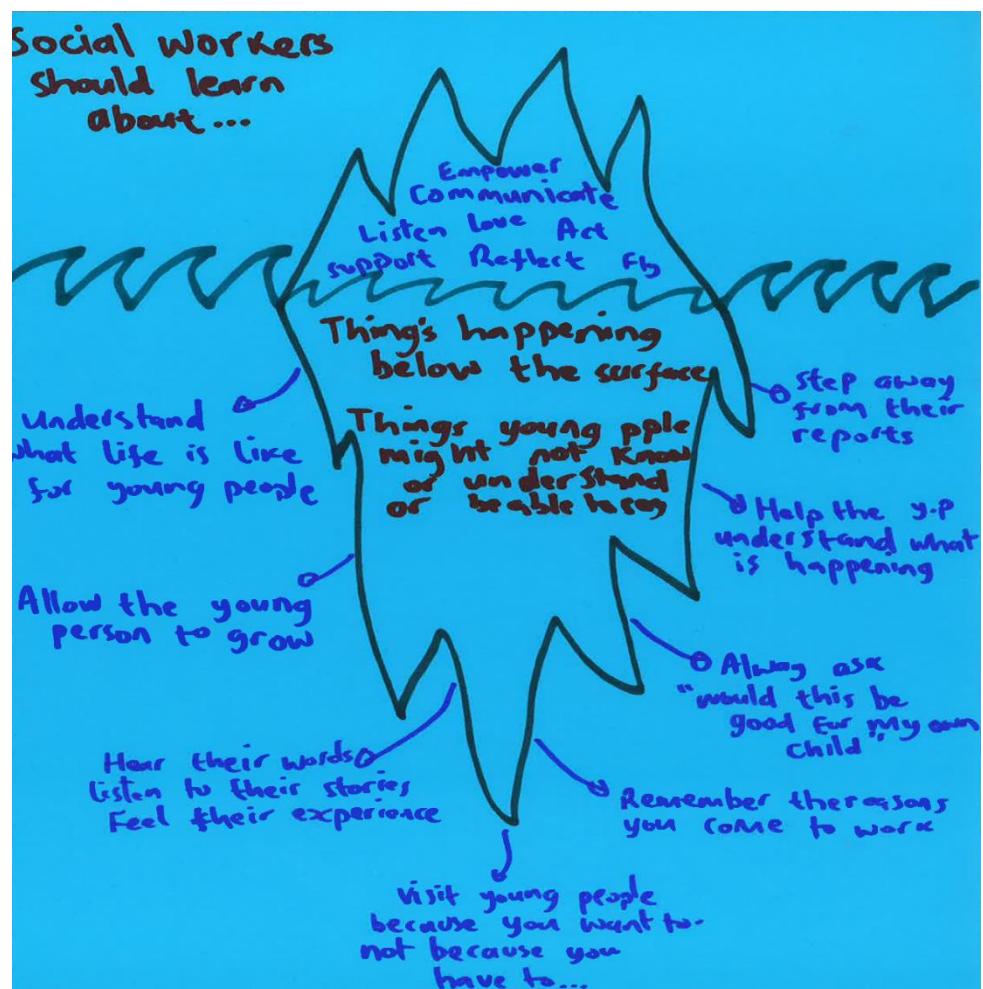 Social workers
should learn
about...
Empower
Communicate
Listen Love Act
support Reflect Fly
Thing's happening
below the surface
Things young pple
might not know
or understand
or be able to say
understand
what life is like
for young people
Allow the young
person to grow
Hear their words
listen to their stories
Feel their experience
Visit young people
because you want to-
not because you
have to...
Step away
from their
reports
Help the y.p
understand what
is happening
Alway ask
"would this be
good for my own
child"
Remember the reasons
you come to work